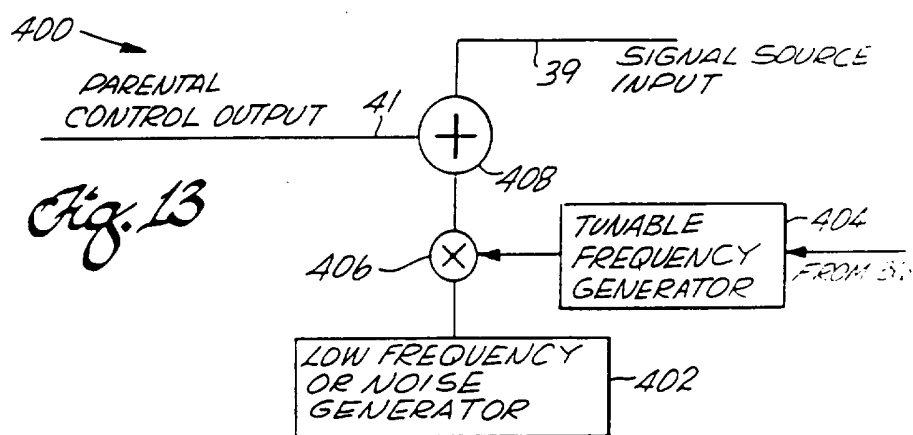 400
39
SIGNAL SOURCE
INPUT
PARENTAL
CONTROL OUTPUT
41
+
408
Fig. 13
406
×
TUNABLE
FREQUENCY
GENERATOR
404
FROM
LOW FREQUENCY
OR NOISE
GENERATOR
402